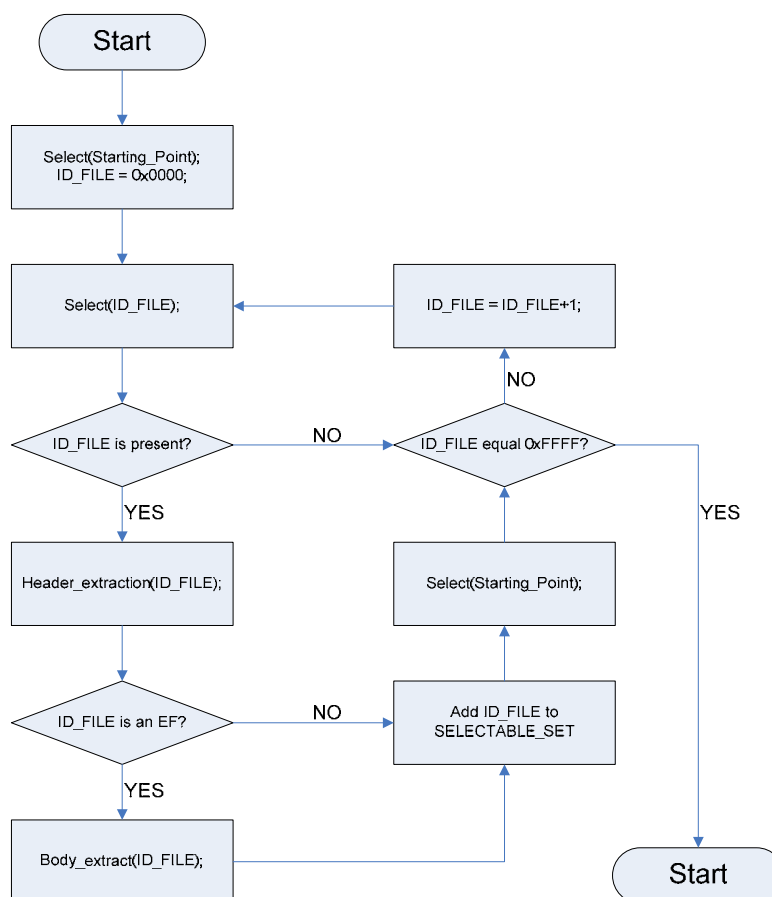 Start
Select(Starting_Point);
ID_FILE = 0x0000;
Select(ID_FILE);
ID_FILE = ID_FILE+1;
NO
ID_FILE is present?
NO
ID_FILE equal 0xFFFF?
YES
YES
Header_extraction(ID_FILE);
Select(Starting_Point);
ID_FILE is an EF?
NO
Add ID_FILE to
SELECTABLE_SET
YES
Body_extract(ID_FILE);
Start